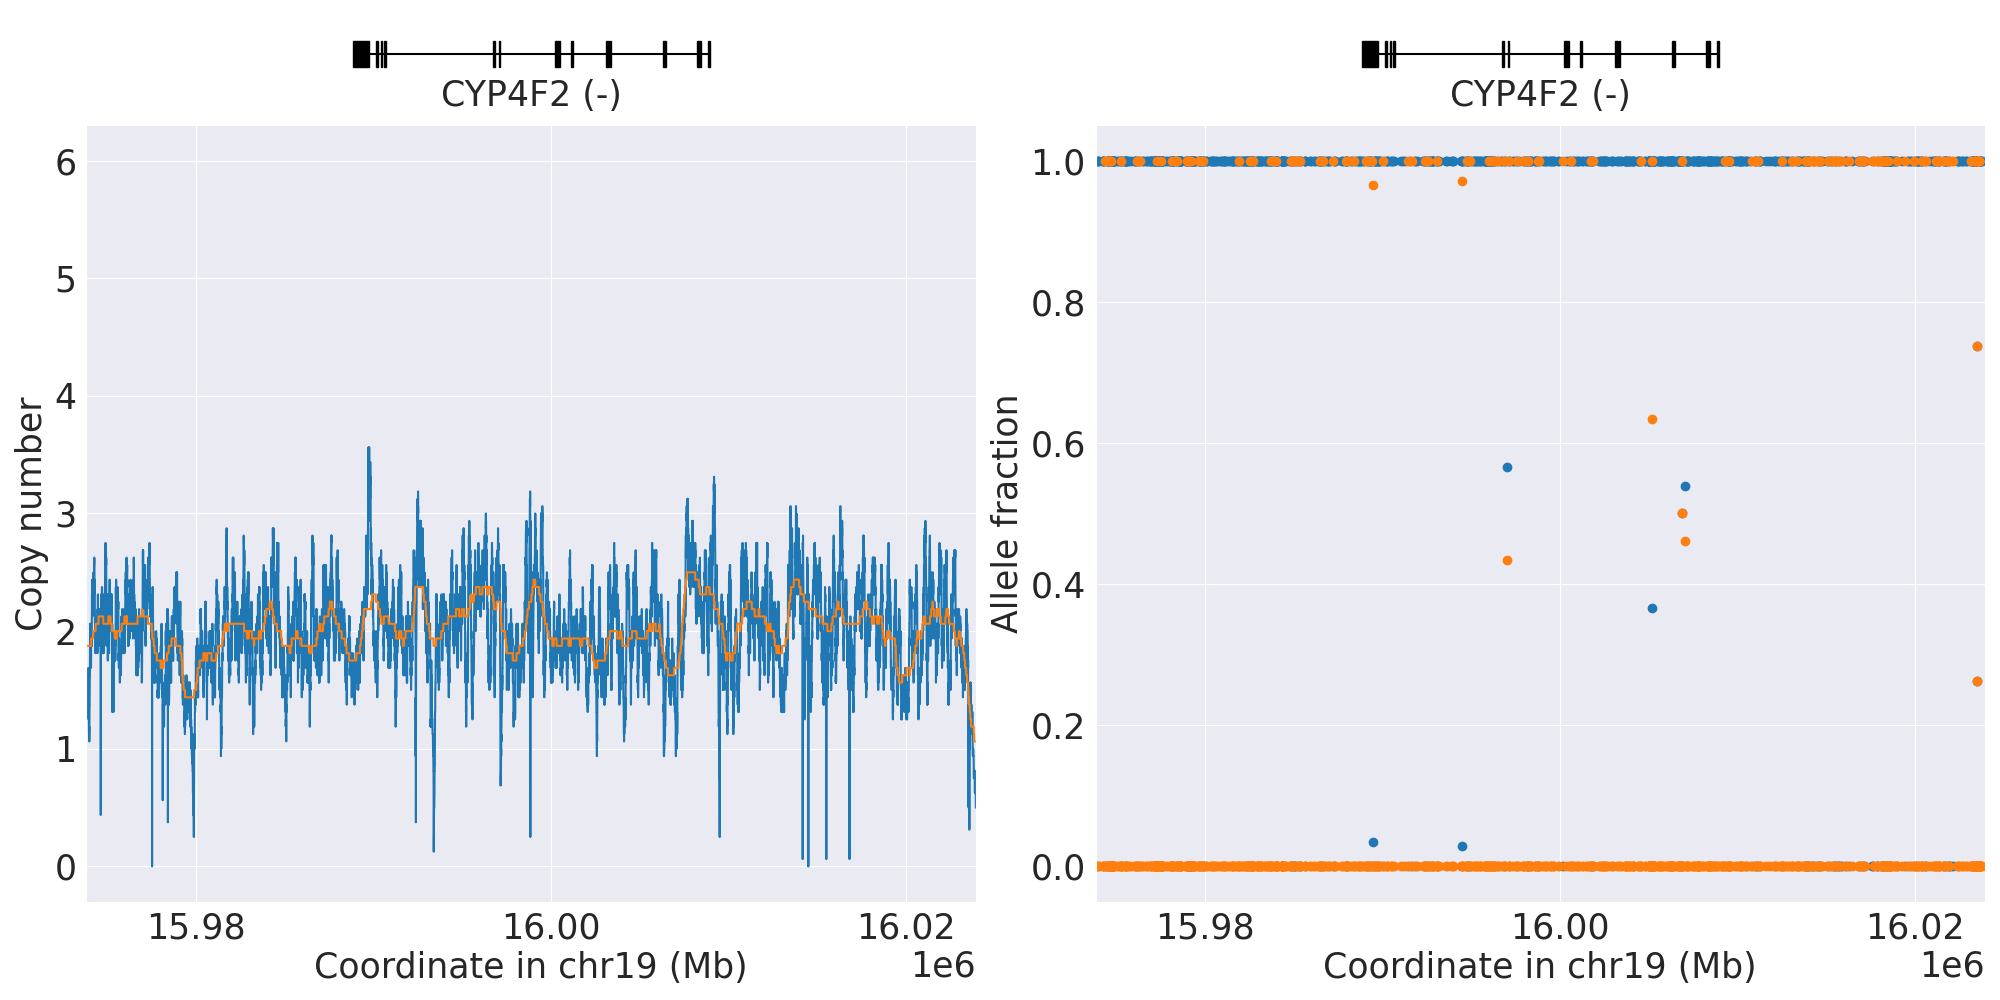 CYP4F2 (-)
6
5
4
3
2
1
0
Copy number
15.98
16.00
16.02
Coordinate in chr19 (Mb)
1e6
CYP4F2 (-)
1.0
0.8
0.6
0.4
0.2
0.0
Allele fraction
15.98
16.00
16.02
Coordinate in chr19 (Mb)
1e6